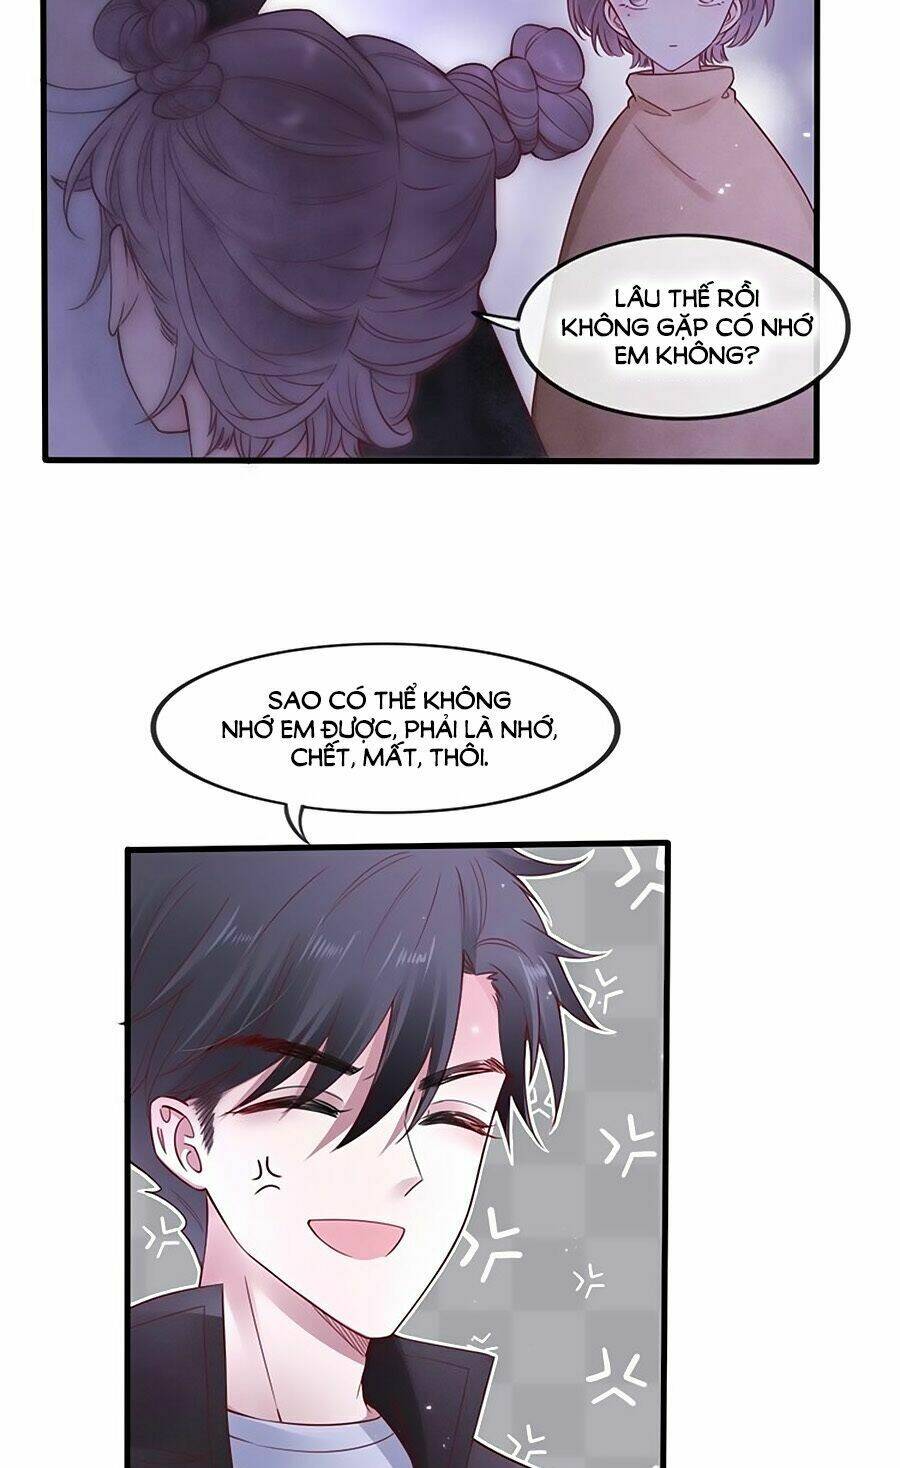 LÂU THẾ RỒI
KHÔNG GẶP CÓ NHỚ
EM KHÔNG?
SAO CÓ THỂ KHÔNG
NHỚ EM ĐƯỢC, PHẢI LÀ NHỚ,
CHẾT, MẤT, THÔI.